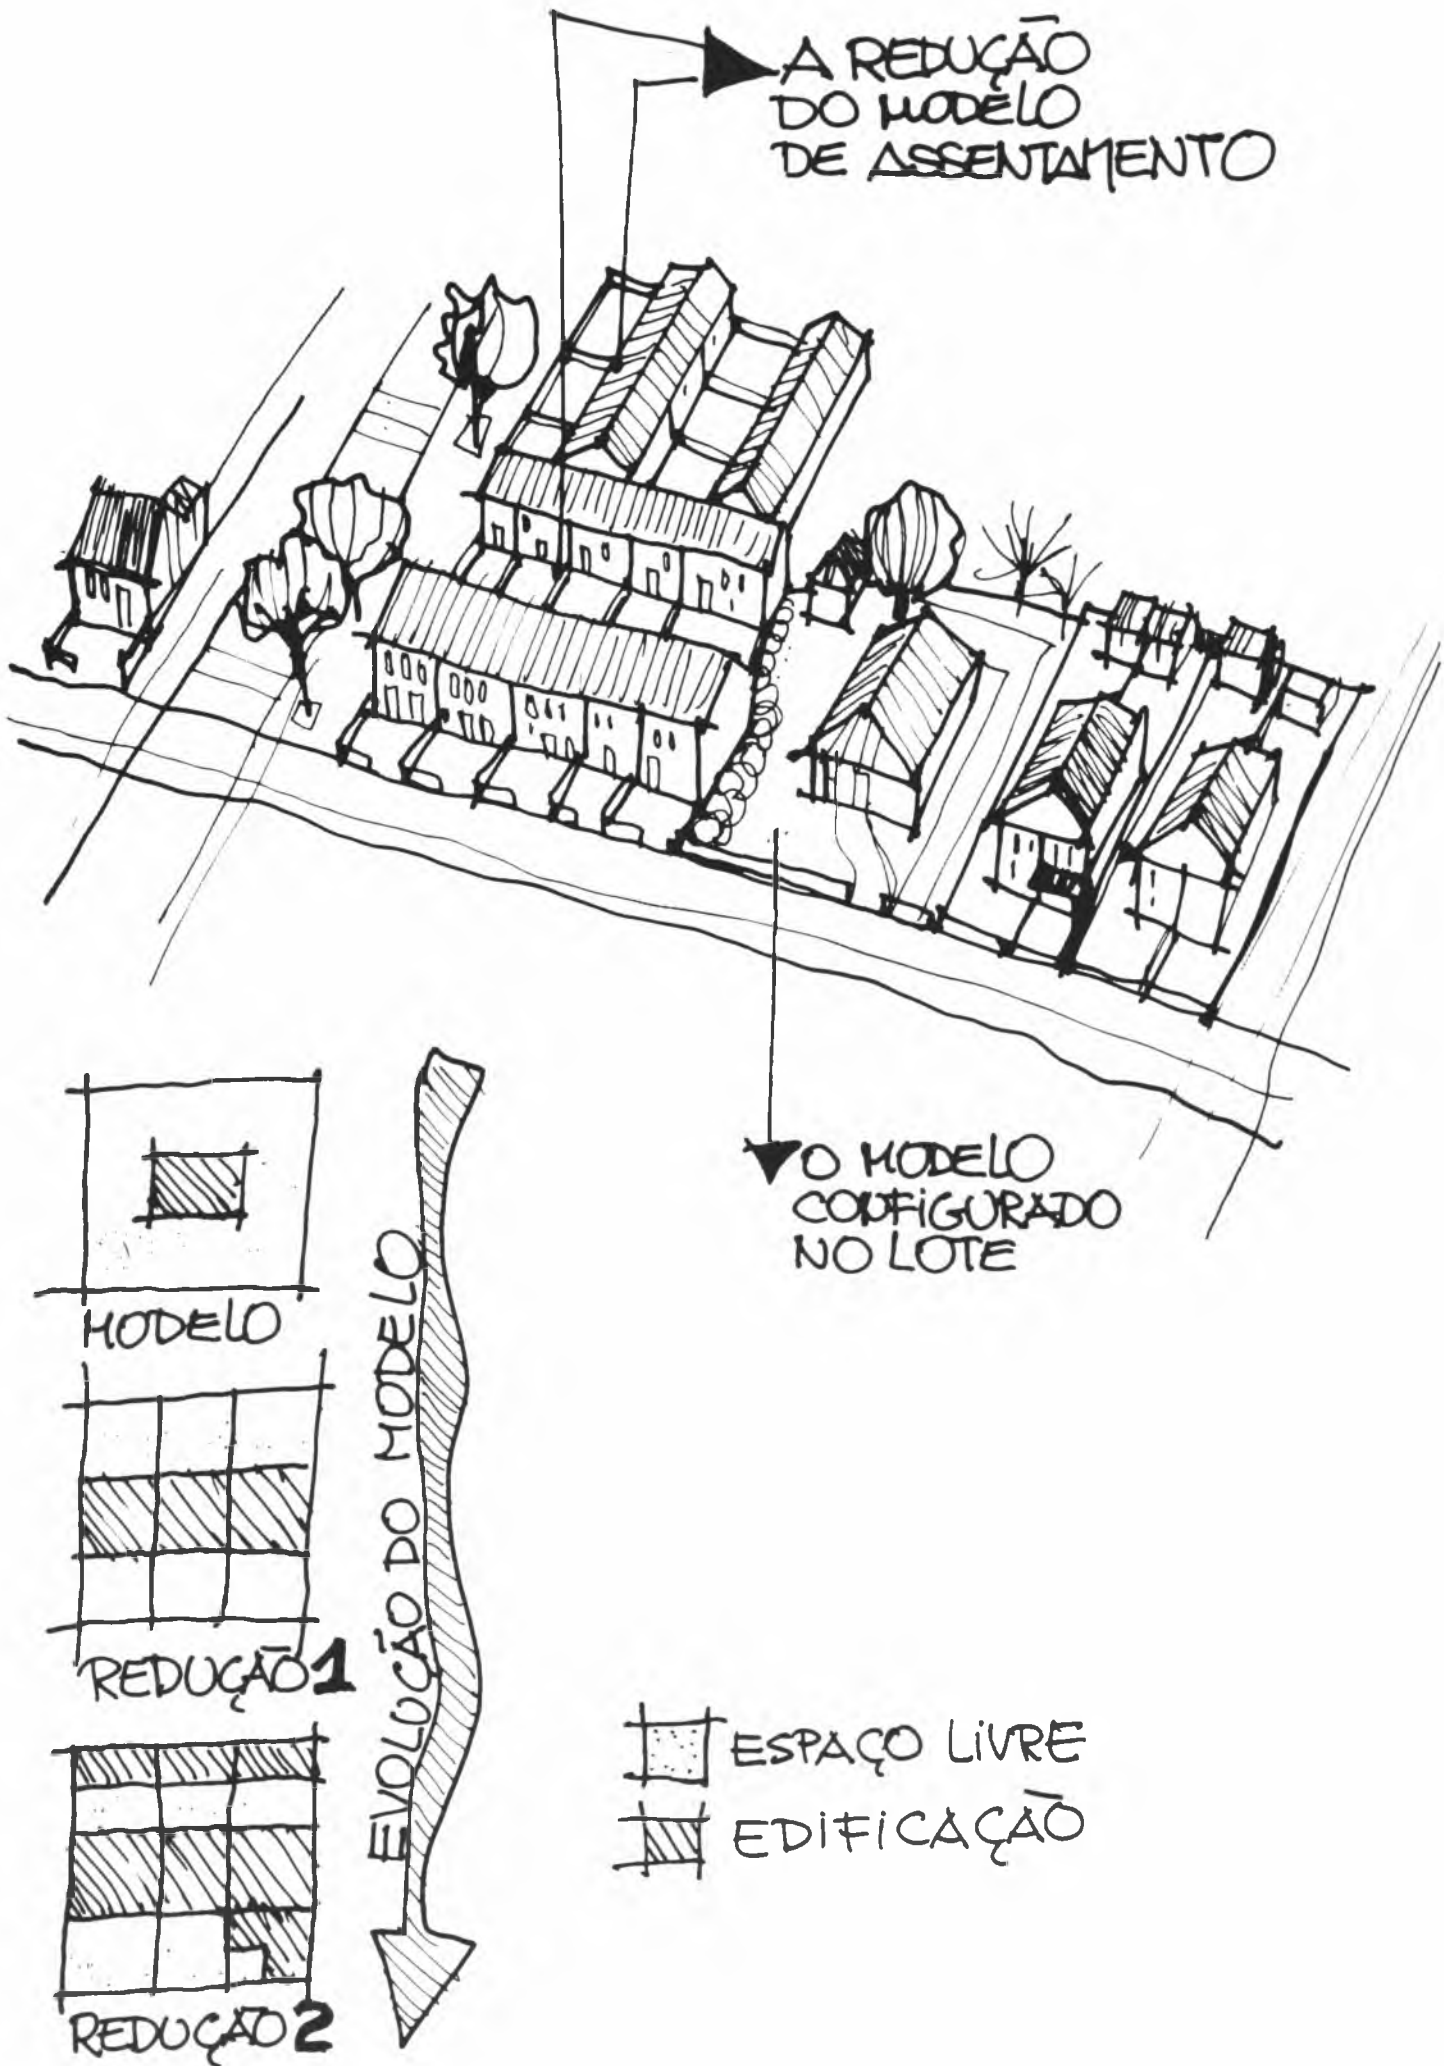 A REDUÇÃO
DO MODELO
DE ASSENTAMENTO
O MODELO
CONFIGURADO
NO LOTE
MODELO
EVOLUÇÃO DO MODELO
REDUÇÃO 1
ESPAÇO LIVRE
EDIFICAÇÃO
REDUÇÃO 2